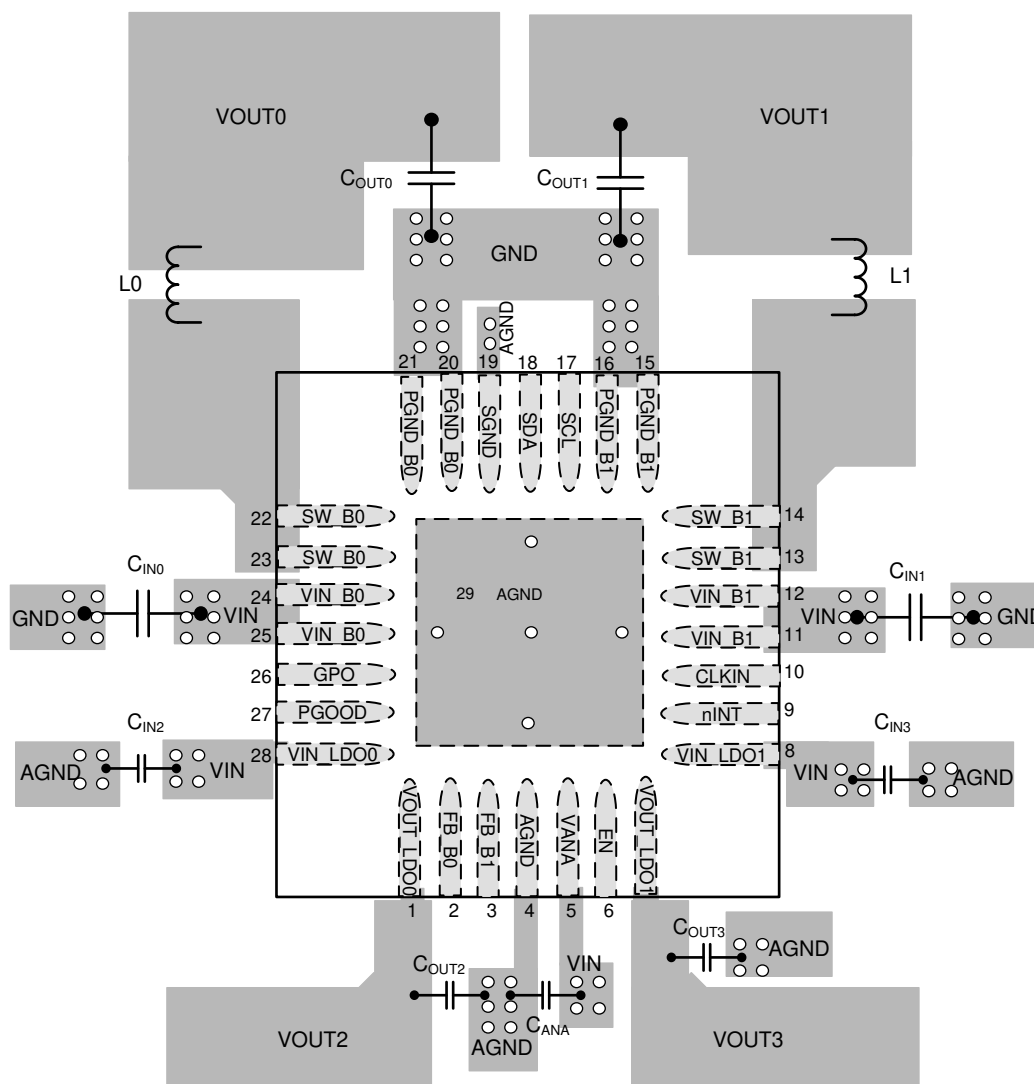 VOUT0
VOUT1
COUT0
COUT1
GND
L0
L1
AGND
21 20 19 18 17 16 15
PGND_B0
PGND_B0
SGND
SDA
SCL
PGND_B1
PGND_B1
22 SW_B0
SW_B1 14
23 SW_B0
SW_B1 13
CIN0
CIN1
GND
VIN
24 VIN_B0
29 AGND
VIN_B1 12
VIN
GND
25 VIN_B0
VIN_B1 11
26 GPO
CLKIN 10
27 PGOOD
nINT 9
CIN2
CIN3
AGND
VIN
28 VIN_LDO0
VIN_LDO1 8
VIN
AGND
VOUT_LDO0
FB_B0
FB_B1
AGND
VANA
EN
VOUT_LDO1
1 2 3 4 5 6
COUT3
AGND
COUT2
VIN
CANA
AGND
VOUT2
VOUT3